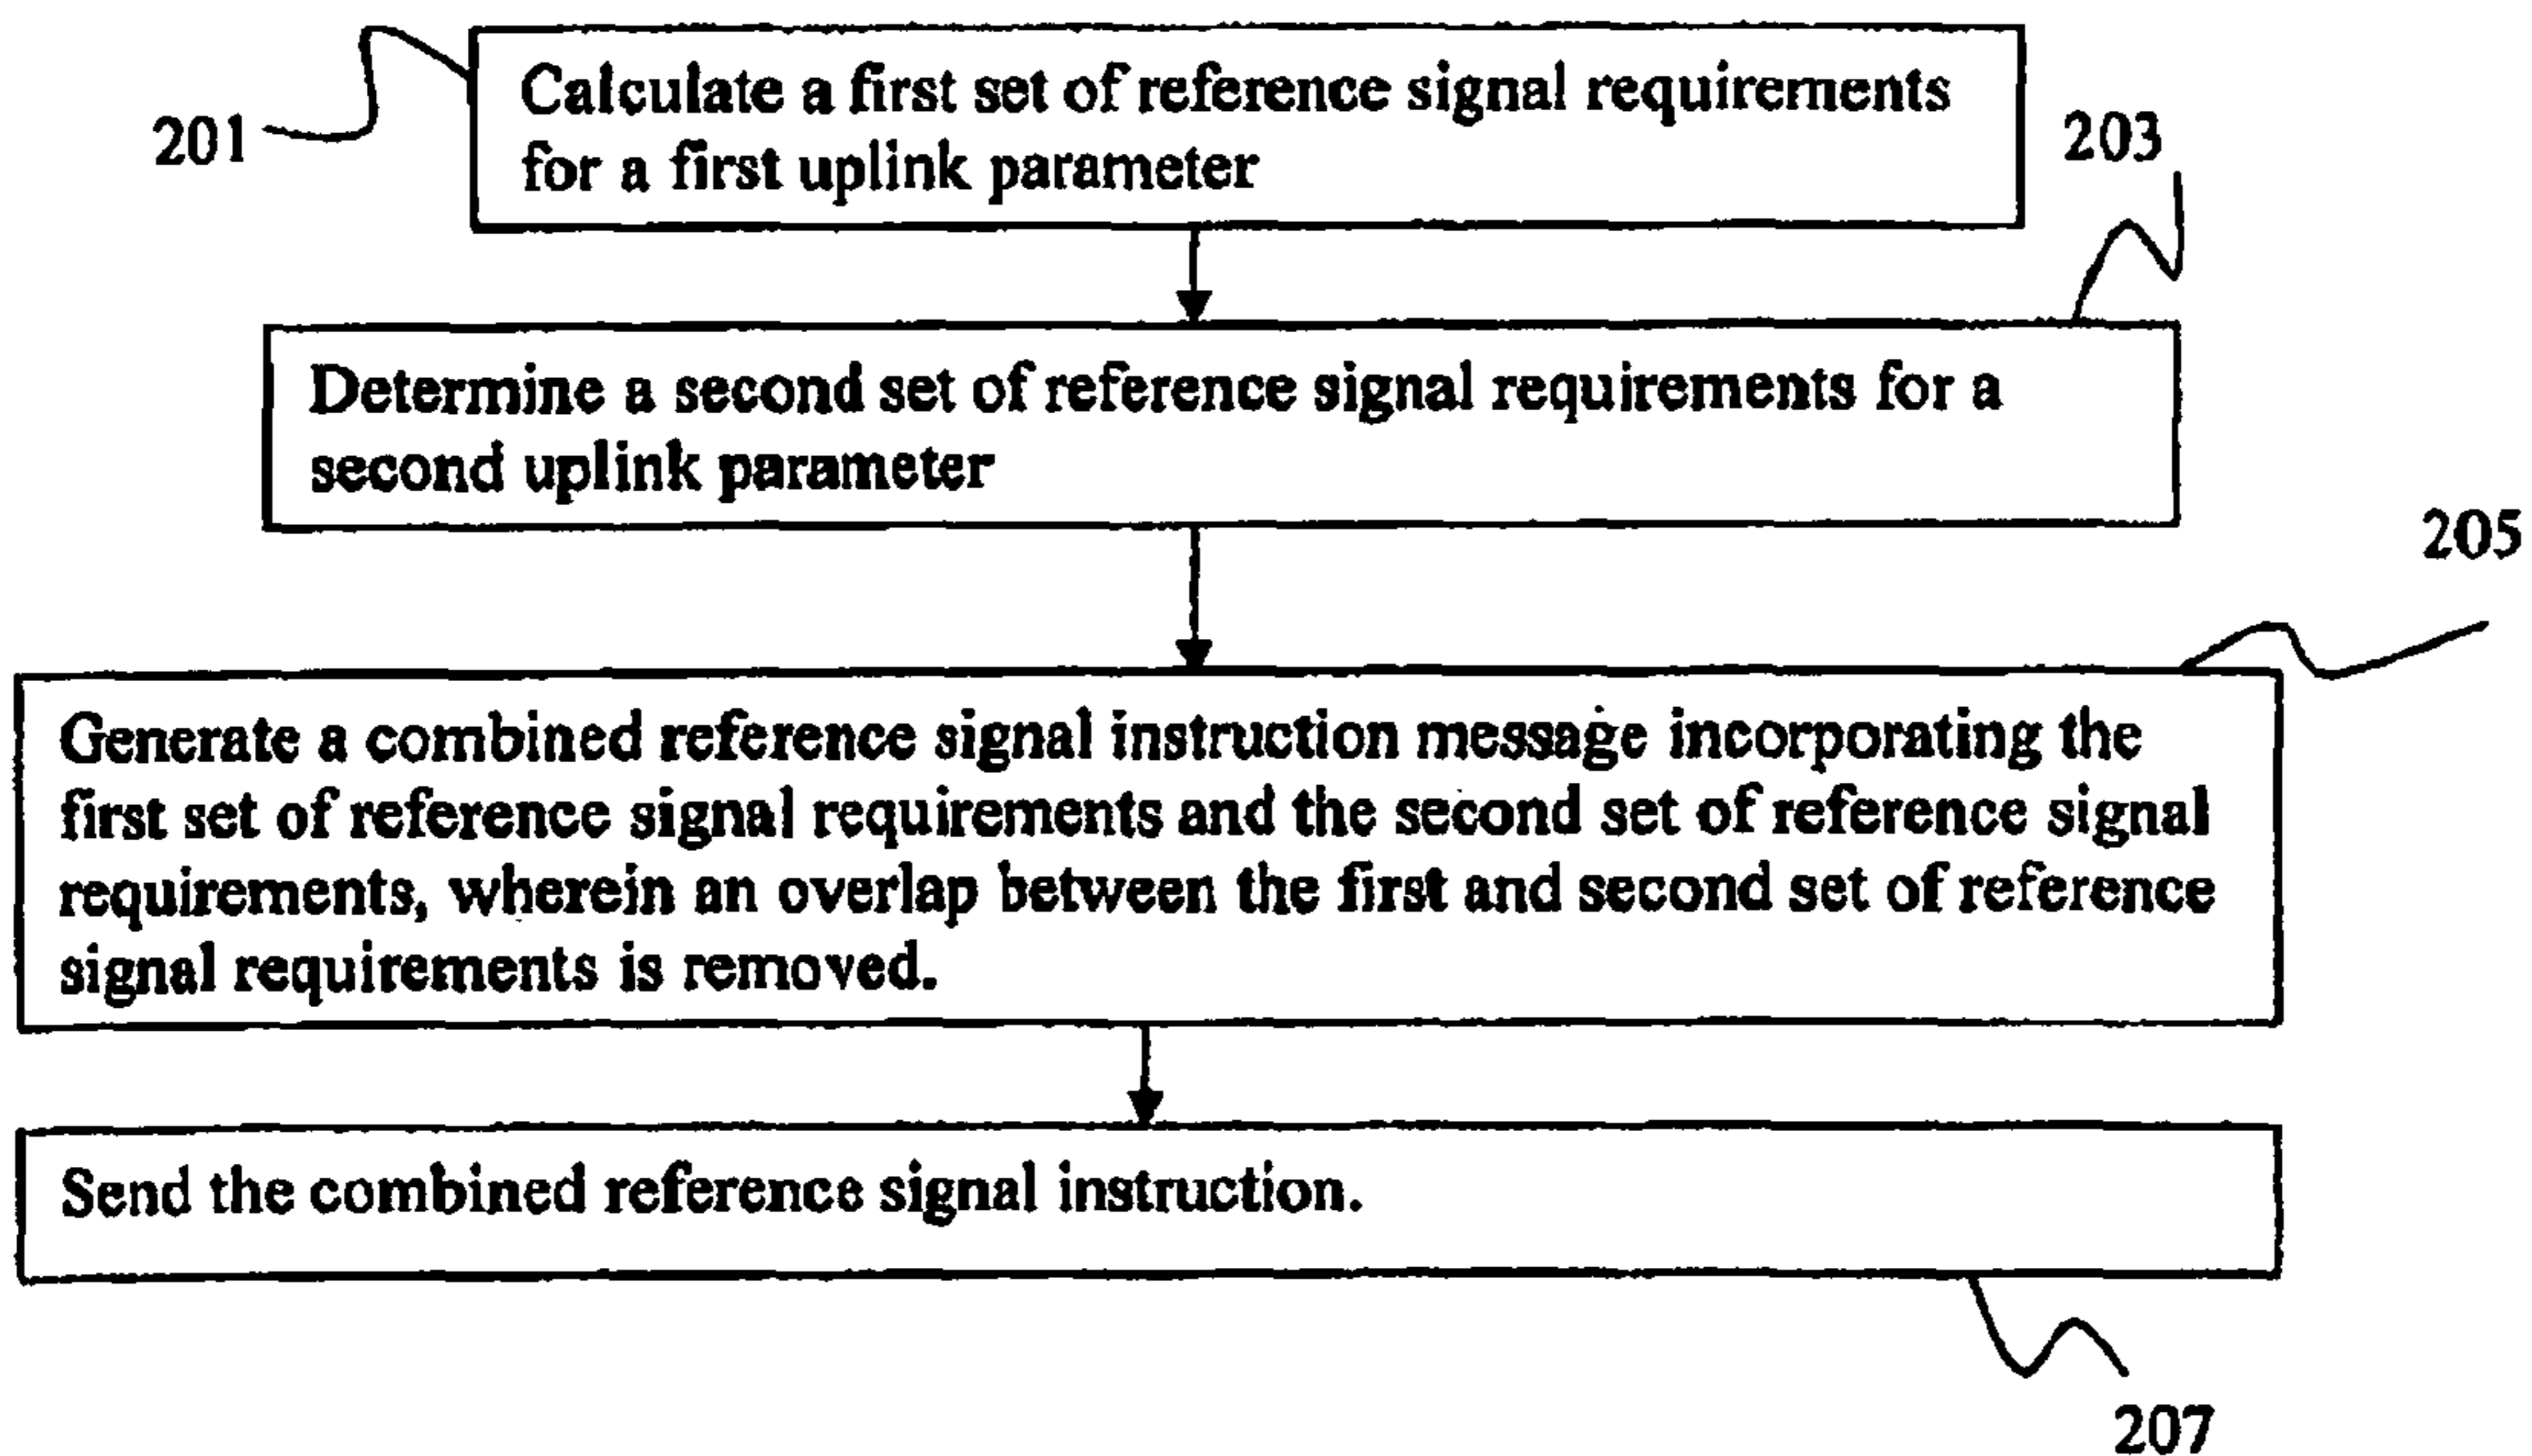 Calculate a first set of reference signal requirements
for a first uplink parameter
201
203
Determine a second set of reference signal requirements for a
second uplink parameter
205
Generate a combined reference signal instruction message incorporating the
first set of reference signal requirements and the second set of reference signal
requirements, wherein an overlap between the first and second set of reference
signal requirements is removed.
Send the combined reference signal instruction.
207